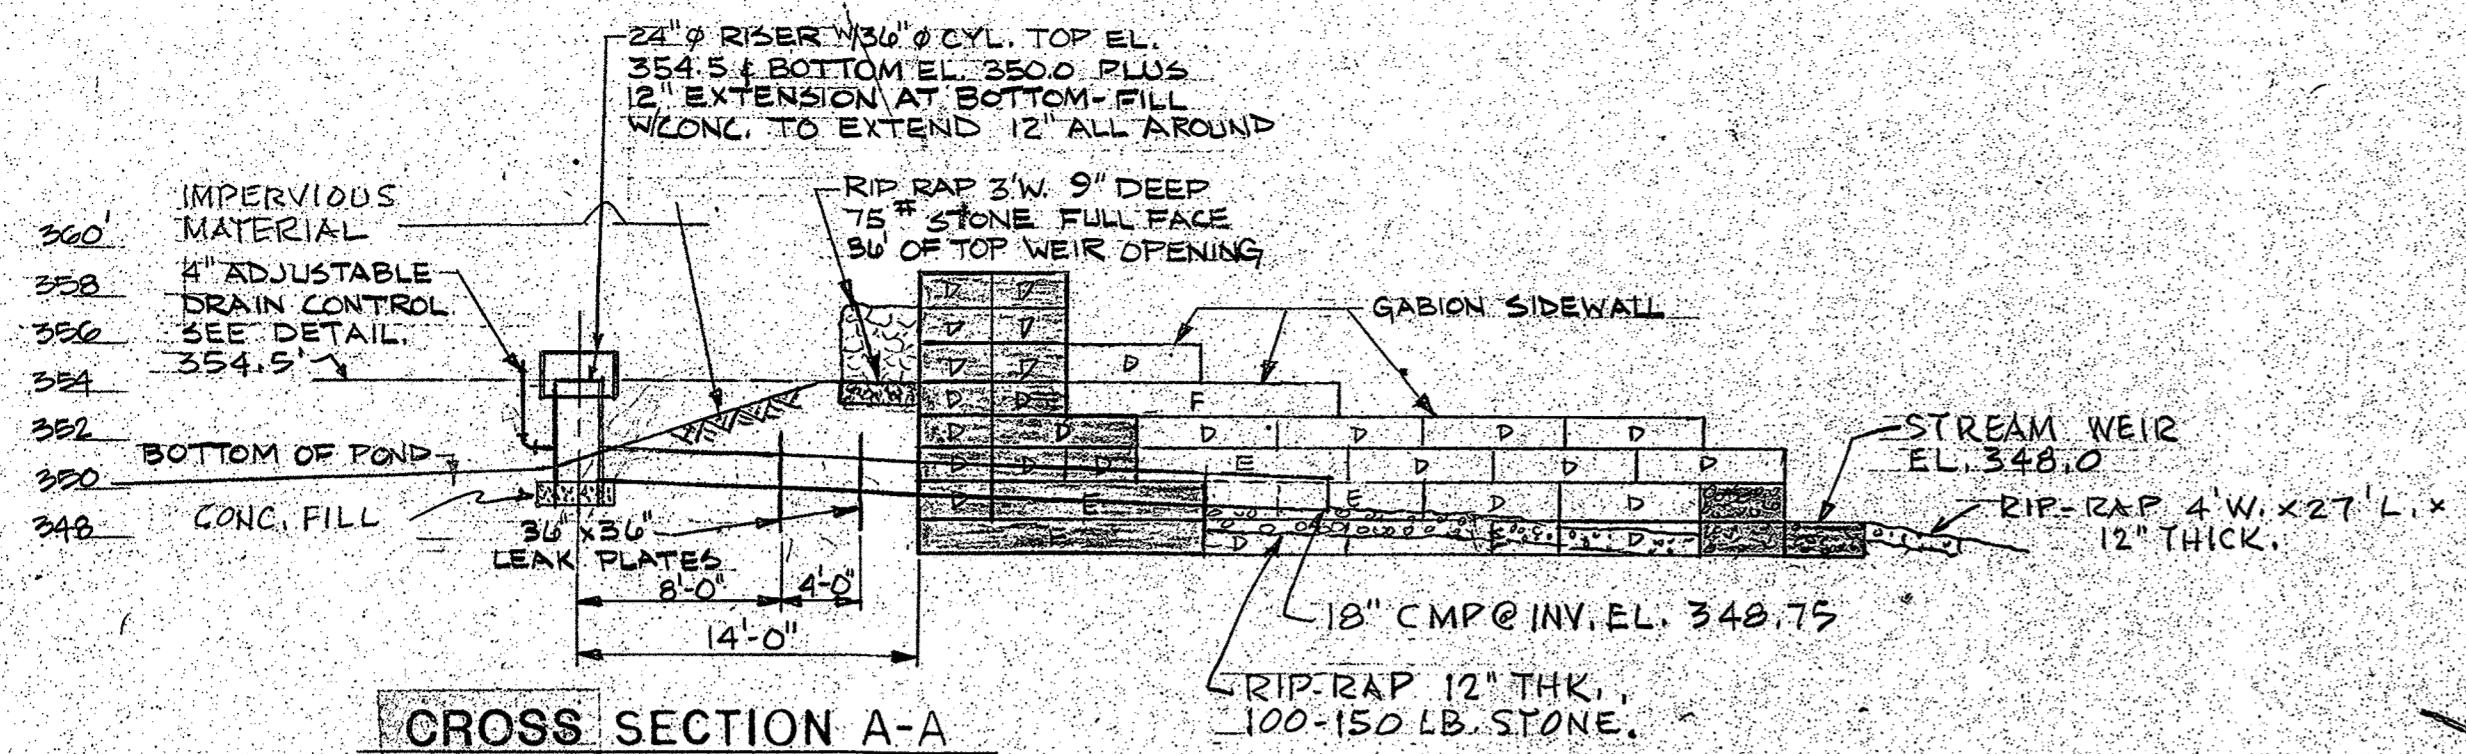 24"Ø RISER W/36"Ø CYL. TOP EL.
354.5 & BOTTOM EL. 350.0 PLUS
12" EXTENSION AT BOTTOM-FILL
W/CONC. TO EXTEND 12" ALL AROUND
IMPERVIOUS
MATERIAL
RIP RAP 3'W. 9" DEEP
75# STONE FULL FACE
36' OF TOP WEIR OPENING
4" ADJUSTABLE
DRAIN CONTROL
SEE DETAIL.
354.5'
360'
358
356
354
352
350
348
GABION SIDEWALL
BOTTOM OF POND
CONC. FILL
36" x 36"
LEAK PLATES
8'-0"
4'-0"
14'-0"
D D
D D
D D D
D D F
D D D D D D
D D D E D D D
D E E D D
E D E D
STREAM WEIR
EL. 348.0
RIP-RAP 4'W. x 27'L. x
12" THICK.
18" CMP @ INV. EL. 348.75
RIP-RAP 12" THK.,
100-150 LB. STONE.
CROSS SECTION A-A